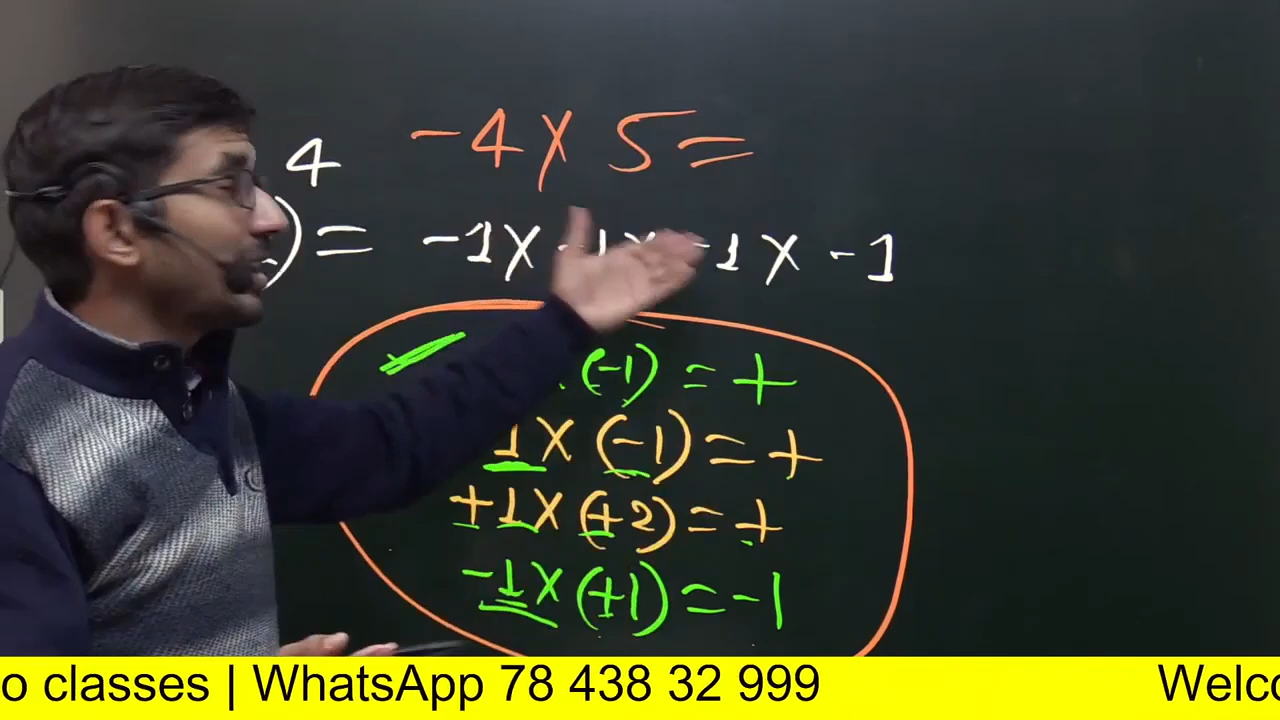 -4 × 5 =
4
) = -1 × -1 × -1 × -1
(-1) = +
1 × (-1) = +
+1 × (+2) = +
-1 × (+1) = -1
o classes | WhatsApp 78 438 32 999 Welco